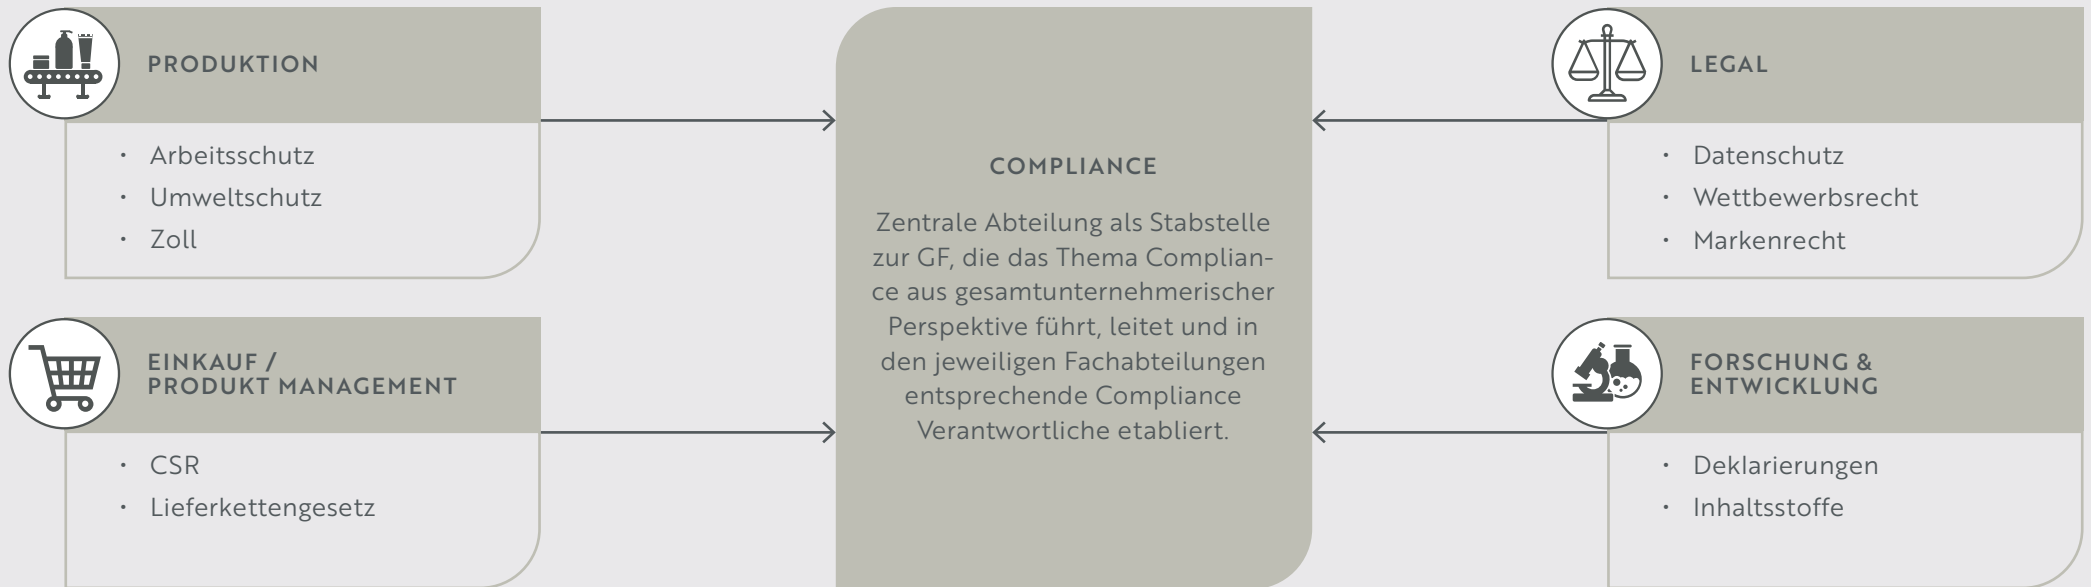 PRODUKTION
• Arbeitsschutz
• Umweltschutz
• Zoll
EINKAUF /
PRODUKT MANAGEMENT
• CSR
• Lieferkettengesetz
COMPLIANCE
Zentrale Abteilung als Stabstelle
zur GF, die das Thema Complian-
ce aus gesamtunternehmerischer
Perspektive führt, leitet und in
den jeweiligen Fachabteilungen
entsprechende Compliance
Verantwortliche etabliert.
LEGAL
• Datenschutz
• Wettbewerbsrecht
• Markenrecht
FORSCHUNG &
ENTWICKLUNG
• Deklarierungen
• Inhaltsstoffe